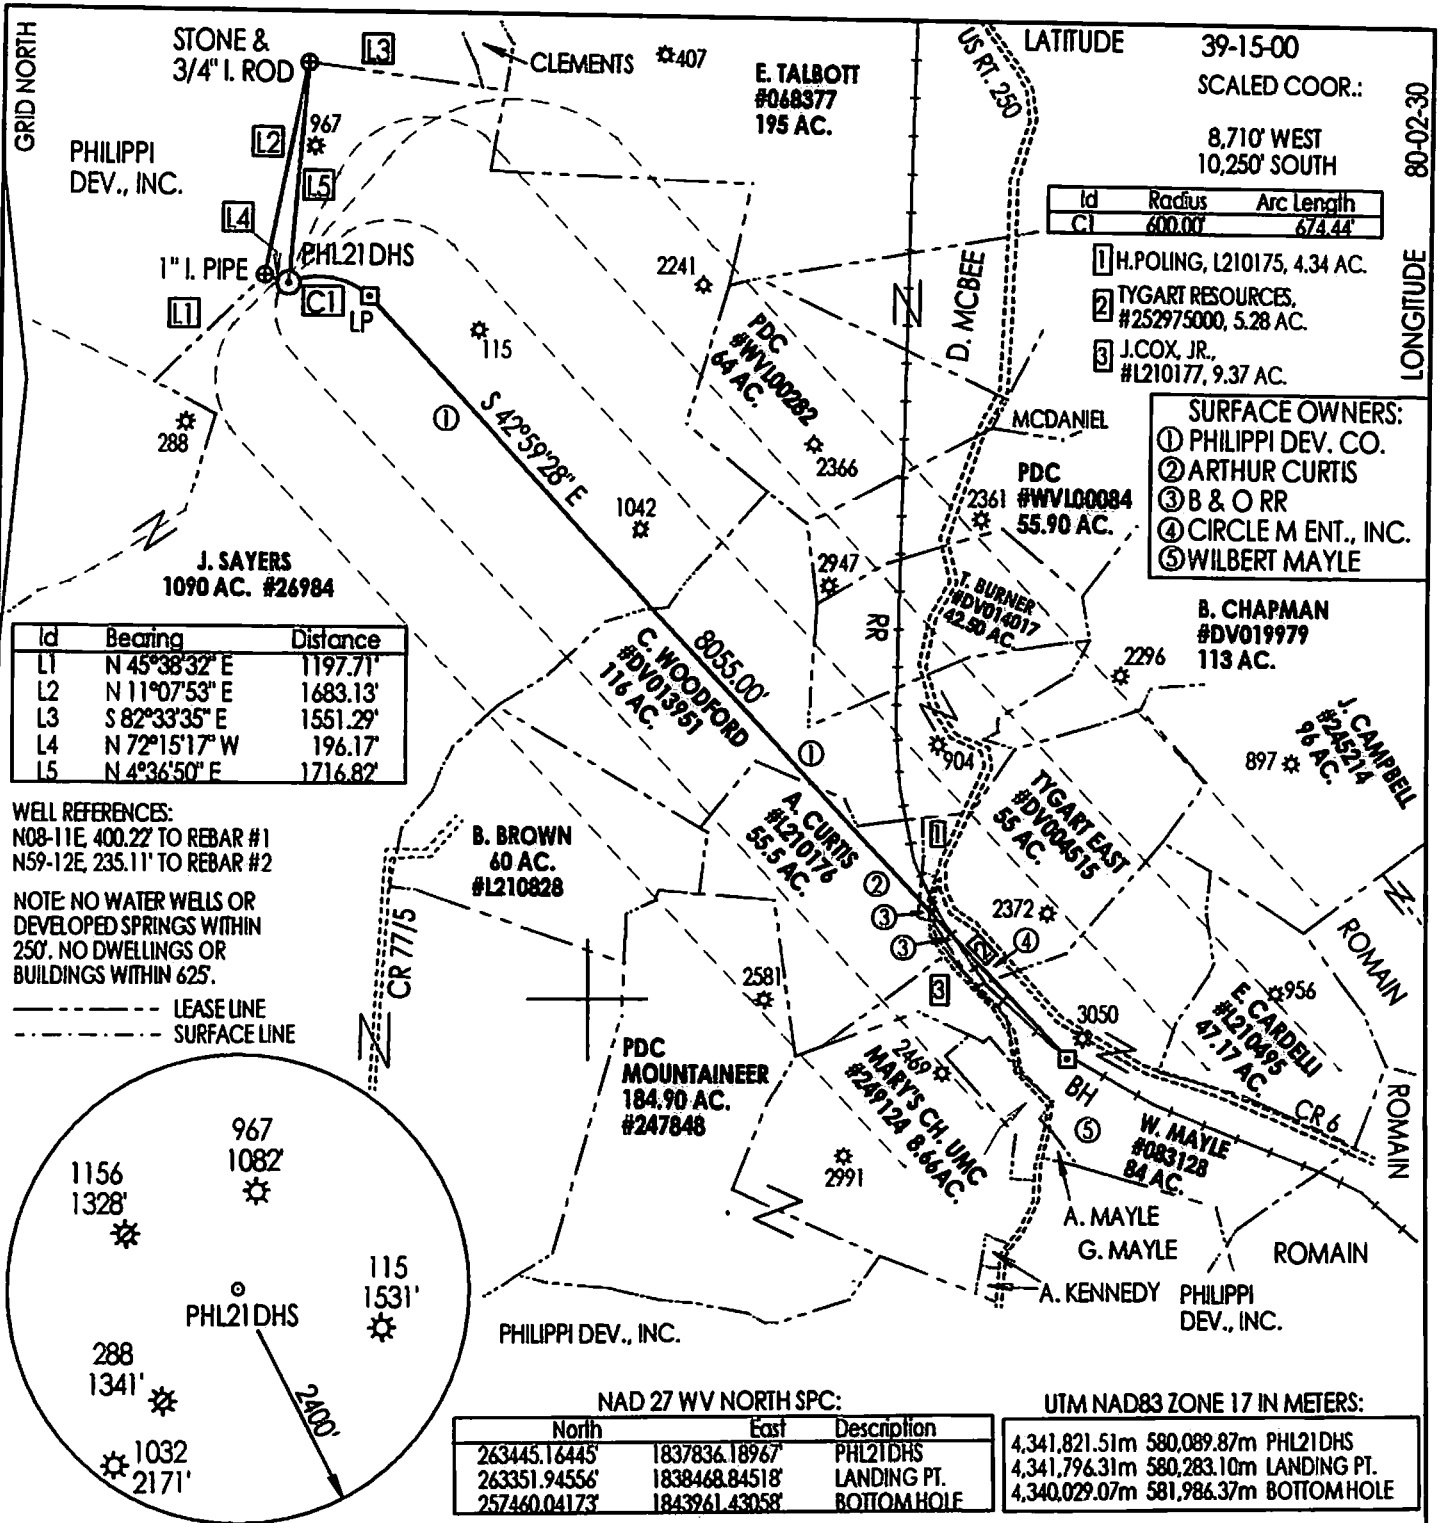 GRID NORTH
STONE &
3/4" I. ROD
L3
CLEMENTS
407
E. TALBOTT
#068377
195 AC.
US RT. 250
LATITUDE 39-15-00
SCALED COOR.:
8,710' WEST
10,250' SOUTH
80-02-30
LONGITUDE
Id Radius Arc Length
C1 600.00' 674.44'
1 H.POLING, L210175, 4.34 AC.
2 TYGART RESOURCES,
#252975000, 5.28 AC.
3 J.COX, JR.,
#L210177, 9.37 AC.
SURFACE OWNERS:
① PHILIPPI DEV. CO.
② ARTHUR CURTIS
③ B & O RR
④ CIRCLE M ENT., INC.
⑤ WILBERT MAYLE
L2
967
PHILIPPI
DEV., INC.
L5
L4
PHL21DHS
1" I. PIPE
C1
LP
L1
115
2241
D. MCBEE
PDC
#WVL00282
64 AC.
288
①
S 42°59'28" E
2366
MCDANIEL
PDC
#WVL00084
55.90 AC.
2361
1042
2947
J. SAYERS
1090 AC. #26984
T. BURNER
#DV014017
42.50 AC.
RR
B. CHAPMAN
#DV019979
113 AC.
2296
Id Bearing Distance
L1 N 45°38'32" E 1197.71'
L2 N 11°07'53" E 1683.13'
L3 S 82°33'35" E 1551.29'
L4 N 72°15'17" W 196.17'
L5 N 4°36'50" E 1716.82'
8055.00'
C. WOODFORD
#DV013951
116 AC.
①
904
J. CAMPBELL
#245214
96 AC.
897
WELL REFERENCES:
N08-11E, 400.22' TO REBAR #1
N59-12E, 235.11' TO REBAR #2
NOTE: NO WATER WELLS OR
DEVELOPED SPRINGS WITHIN
250'. NO DWELLINGS OR
BUILDINGS WITHIN 625'.
LEASE LINE
SURFACE LINE
B. BROWN
60 AC.
#L210828
CR 77/5
A. CURTIS
#L210176
55.5 AC.
TYGART EAST
#DV004515
55 AC.
1
②
③
③
2372
④
2
3
ROMAIN
2581
956
E. CARDELLI
#L210495
47.17 AC.
3050
PDC
MOUNTAINEER
184.90 AC.
#247848
2469
MARY'S CH. UMC
#249124 8.66AC.
BH
⑤
CR 6
ROMAIN
W. MAYLE
#083128
84 AC.
2991
A. MAYLE
G. MAYLE
ROMAIN
A. KENNEDY
PHILIPPI
DEV., INC.
PHILIPPI DEV., INC.
967
1082'
1156
1328'
115
1531'
PHL21DHS
288
1341'
2400'
1032
2171'
NAD 27 WV NORTH SPC:
North East Description
263445.16445' 1837836.18967' PHL21DHS
263351.94556' 1838468.84518' LANDING PT.
257460.04173' 1843961.43058' BOTTOM HOLE
UTM NAD83 ZONE 17 IN METERS:
4,341,821.51m 580,089.87m PHL21DHS
4,341,796.31m 580,283.10m LANDING PT.
4,340,029.07m 581,986.37m BOTTOM HOLE